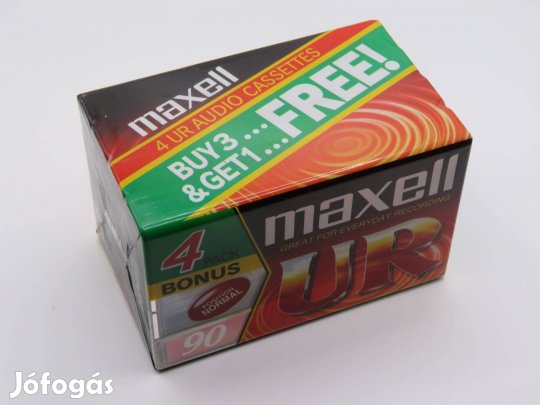 maxell
4 UR AUDIO CASSETTES
BUY 3 ...
& GET 1 ... FREE!
maxell
GREAT FOR EVERYDAY RECORDING
UR
4 PACK
BONUS
POSITION
NORMAL
90
Jófogás